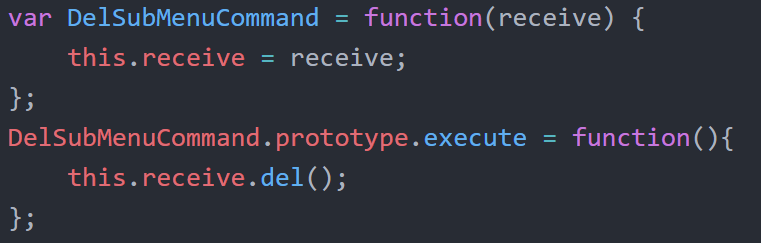 var DelSubMenuCommand = function(receive) {
    this.receive = receive;
};
DelSubMenuCommand.prototype.execute = function(){
    this.receive.del();
};